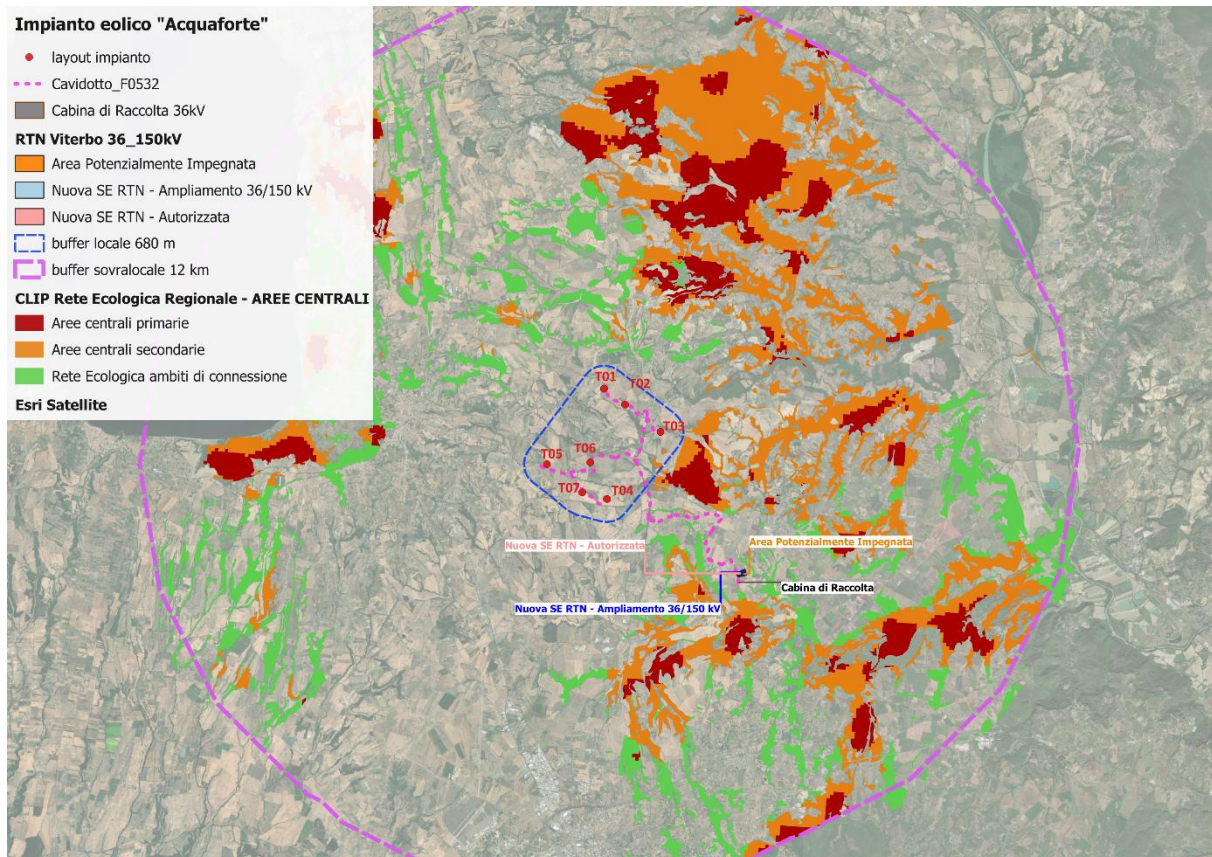 Impianto eolico "Acquaforte"
layout impianto
Cavidotto_F0532
Cabina di Raccolta 36kV
RTN Viterbo 36_150kV
Area Potenzialmente Impegnata
Nuova SE RTN - Ampliamento 36/150 kV
Nuova SE RTN - Autorizzata
buffer locale 680 m
buffer sovralocale 12 km
CLIP Rete Ecologica Regionale - AREE CENTRALI
Aree centrali primarie
Aree centrali secondarie
Rete Ecologica ambiti di connessione
Esri Satellite
T01
T02
T03
T05
T06
T07
T04
Nuova SE RTN - Autorizzata
Area Potenzialmente Impegnata
Cabina di Raccolta
Nuova SE RTN - Ampliamento 36/150 kV